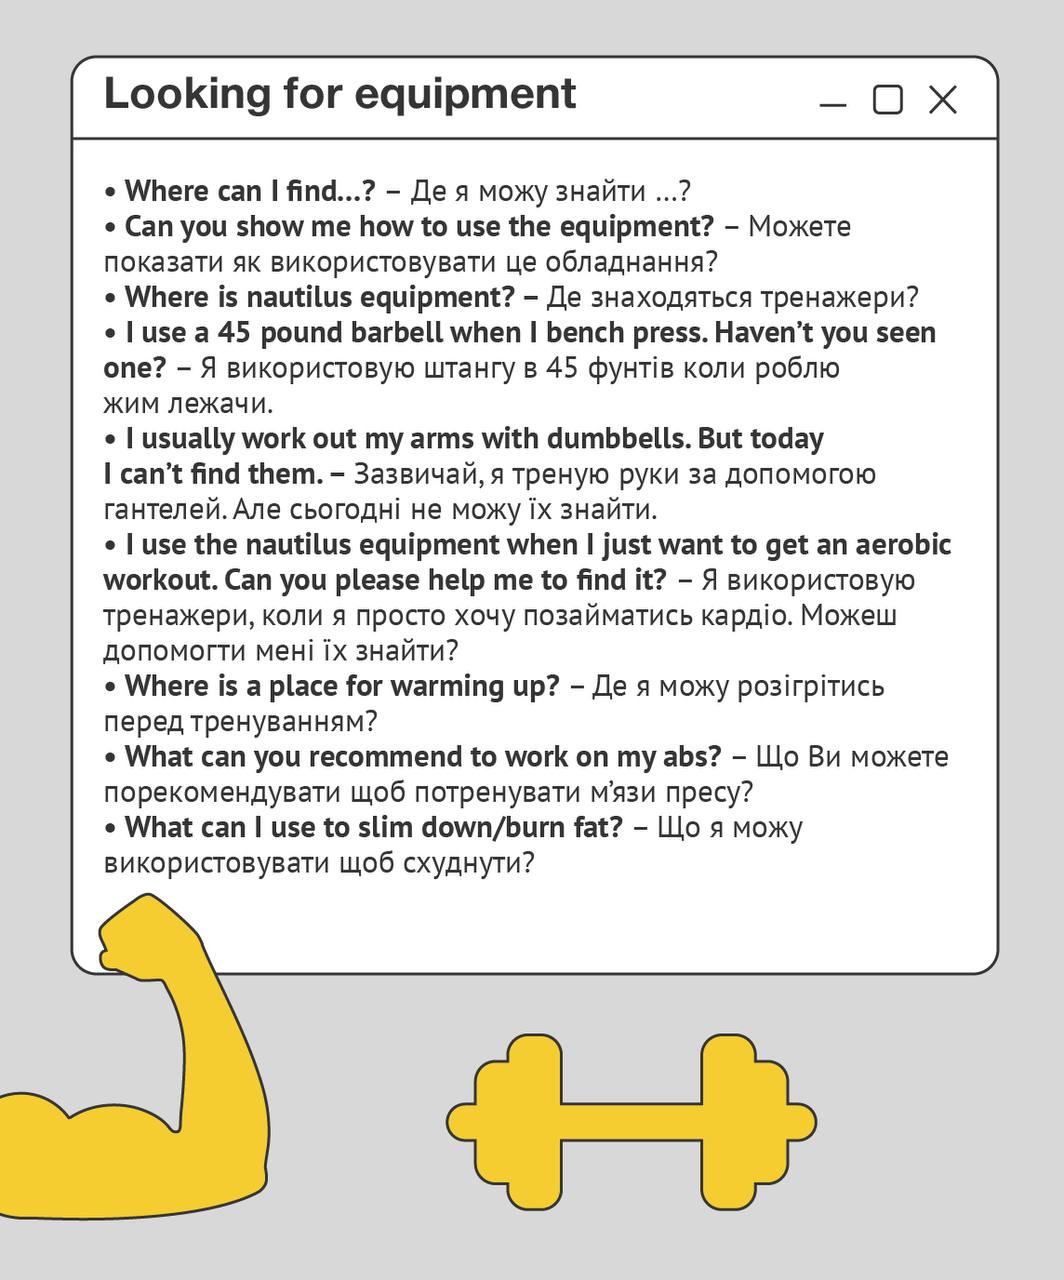 Looking for equipment
• Where can I find...? – Де я можу знайти ...?
• Can you show me how to use the equipment? – Можете
показати як використовувати це обладнання?
• Where is nautilus equipment? – Де знаходяться тренажери?
• I use a 45 pound barbell when I bench press. Haven’t you seen
one? – Я використовую штангу в 45 фунтів коли роблю
жим лежачи.
• I usually work out my arms with dumbbells. But today
I can’t find them. – Зазвичай, я треную руки за допомогою
гантелей. Але сьогодні не можу їх знайти.
• I use the nautilus equipment when I just want to get an aerobic
workout. Can you please help me to find it? – Я використовую
тренажери, коли я просто хочу позайматись кардіо. Можеш
допомогти мені їх знайти?
• Where is a place for warming up? – Де я можу розігрітись
перед тренуванням?
• What can you recommend to work on my abs? – Що Ви можете
порекомендувати щоб потренувати м’язи пресу?
• What can I use to slim down/burn fat? – Що я можу
використовувати щоб схуднути?